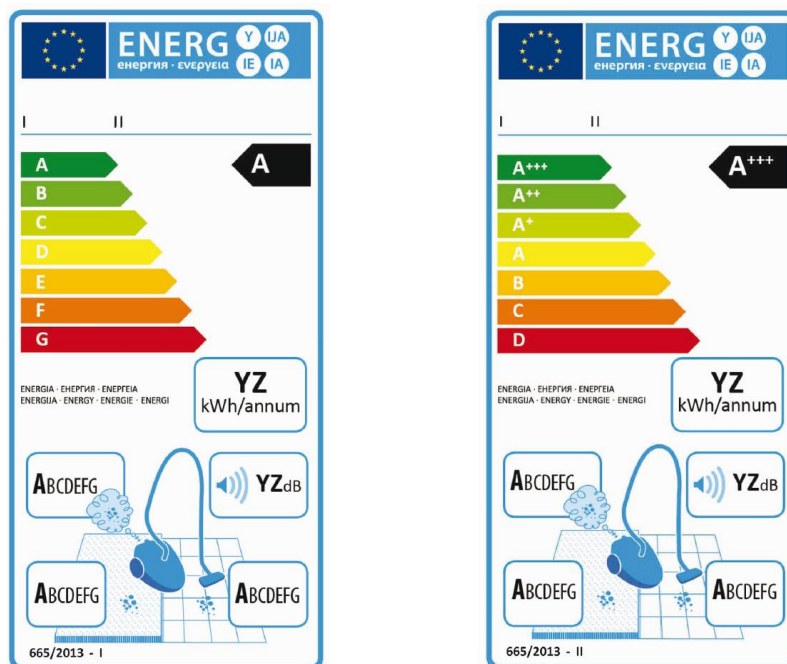 ENERG Y IJA
енергия · ενεργεια IE IA
I II
A A
B
C
D
E
F
G
YZ
kWh/annum
ENERGIA · ЕНЕРГИЯ · ΕΝΕΡΓΕΙΑ
ENERGIJA · ENERGY · ENERGIE · ENERGI
ABCDEFG
YZdB
ABCDEFG
ABCDEFG
665/2013 - I
ENERG Y IJA
енергия · ενεργεια IE IA
I II
A+++ A+++
A++
A+
A
B
C
D
YZ
kWh/annum
ENERGIA · ЕНЕРГИЯ · ΕΝΕΡΓΕΙΑ
ENERGIJA · ENERGY · ENERGIE · ENERGI
ABCDEFG
YZdB
ABCDEFG
ABCDEFG
665/2013 - II